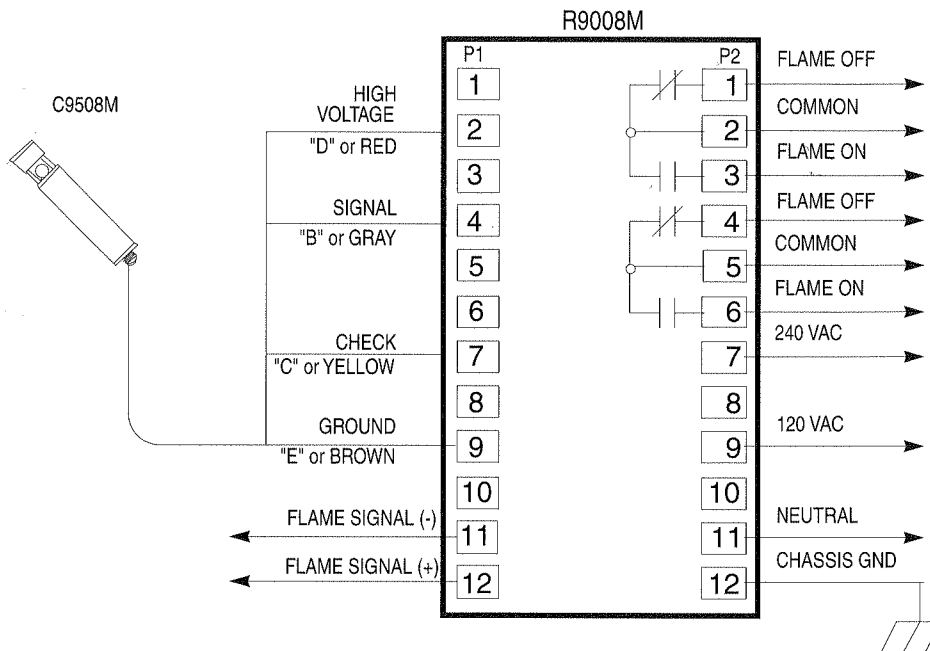 R9008M
C9508M
P1
P2
1
2
3
4
5
6
7
8
9
10
11
12
1
2
3
4
5
6
7
8
9
10
11
12
HIGH
VOLTAGE
"D" or RED
SIGNAL
"B" or GRAY
CHECK
"C" or YELLOW
GROUND
"E" or BROWN
FLAME SIGNAL (-)
FLAME SIGNAL (+)
FLAME OFF
COMMON
FLAME ON
FLAME OFF
COMMON
FLAME ON
240 VAC
120 VAC
NEUTRAL
CHASSIS GND